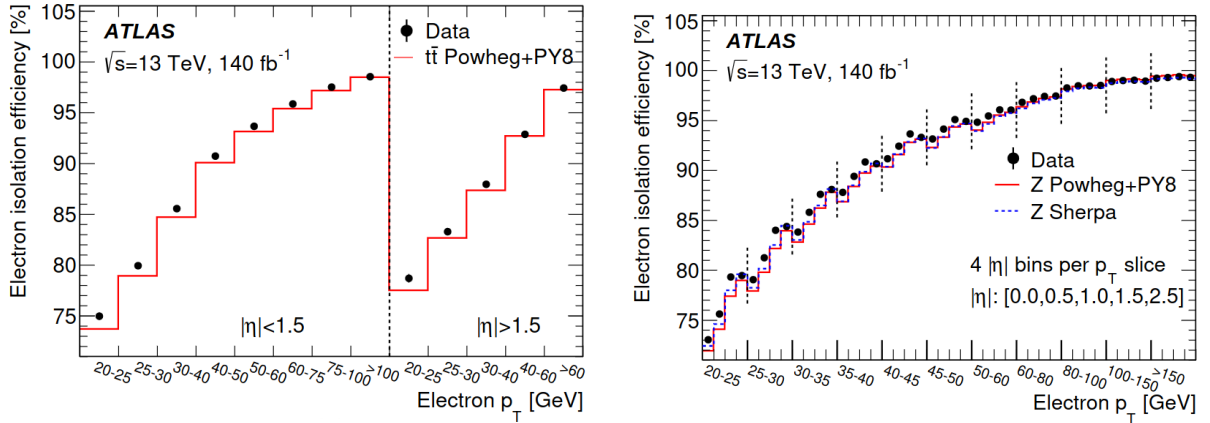 Electron isolation efficiency [%]
105
100
95
90
85
80
75
ATLAS
√s=13 TeV, 140 fb⁻¹
Data
tt̄ Powheg+PY8
|η|<1.5
|η|>1.5
20-25
25-30
30-40
40-50
50-60
60-75
75-100
>100
20-25
25-30
30-40
40-60
>60
Electron p_T [GeV]
Electron isolation efficiency [%]
105
100
95
90
85
80
75
ATLAS
√s=13 TeV, 140 fb⁻¹
Data
Z Powheg+PY8
Z Sherpa
4 |η| bins per p_T slice
|η|: [0.0,0.5,1.0,1.5,2.5]
20-25
25-30
30-35
35-40
40-45
45-50
50-60
60-80
80-100
100-150
>150
Electron p_T [GeV]